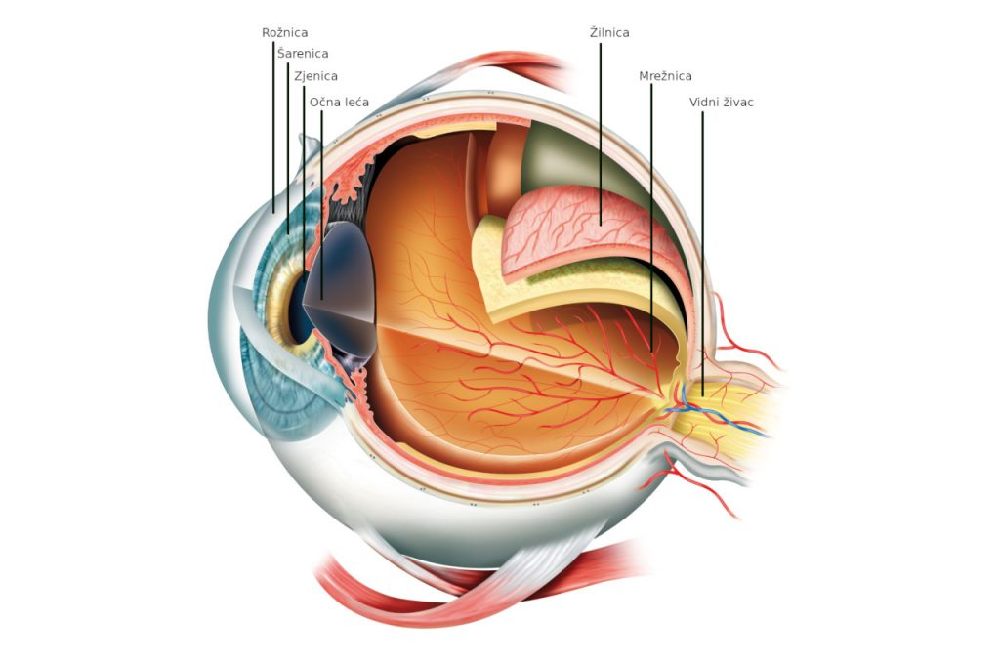 Rožnica
Šarenica
Zjenica
Očna leća
Žilnica
Mrežnica
Vidni živac